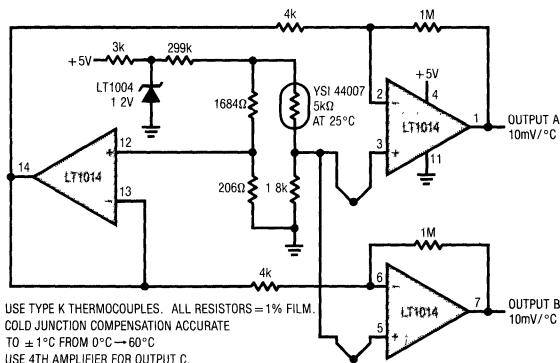 4k
1M
3k
299k
+5V
LT1004
1 2V
1684Ω
YSI 44007
5kΩ
AT 25°C
+5V
2
4
LT1014
1
OUTPUT A
10mV/°C
3
11
14
12
LT1014
13
206Ω
1 8k
1M
4k
6
LT1014
7
OUTPUT B
10mV/°C
5
USE TYPE K THERMOCOUPLES. ALL RESISTORS = 1% FILM.
COLD JUNCTION COMPENSATION ACCURATE
TO ±1°C FROM 0°C→60°C
USE 4TH AMPLIFIER FOR OUTPUT C.